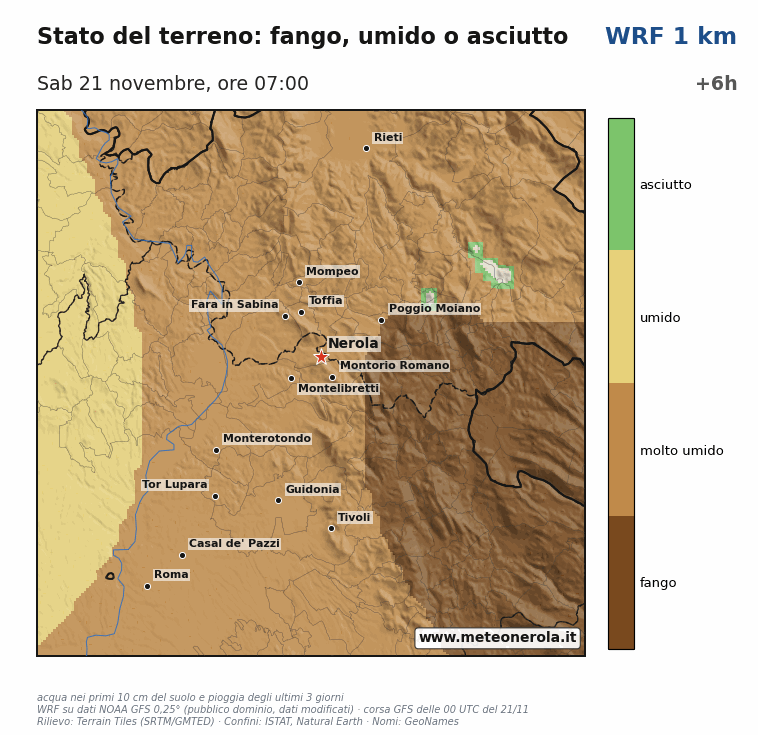 Stato del terreno: fango, umido o asciutto WRF 1 km
Sab 21 novembre, ore 07:00 +6h
Rieti
asciutto
Mompeo
Fara in Sabina Toffia
Poggio Moiano
umido
Nerola
Montorio Romano
Montelibretti
Monterotondo
molto umido
Tor Lupara Guidonia
Tivoli
Casal de' Pazzi
Roma
fango
www.meteonerola.it
acqua nei primi 10 cm del suolo e pioggia degli ultimi 3 giorni
WRF su dati NOAA GFS 0,25° (pubblico dominio, dati modificati) · corsa GFS delle 00 UTC del 21/11
Rilievo: Terrain Tiles (SRTM/GMTED) · Confini: ISTAT, Natural Earth · Nomi: GeoNames